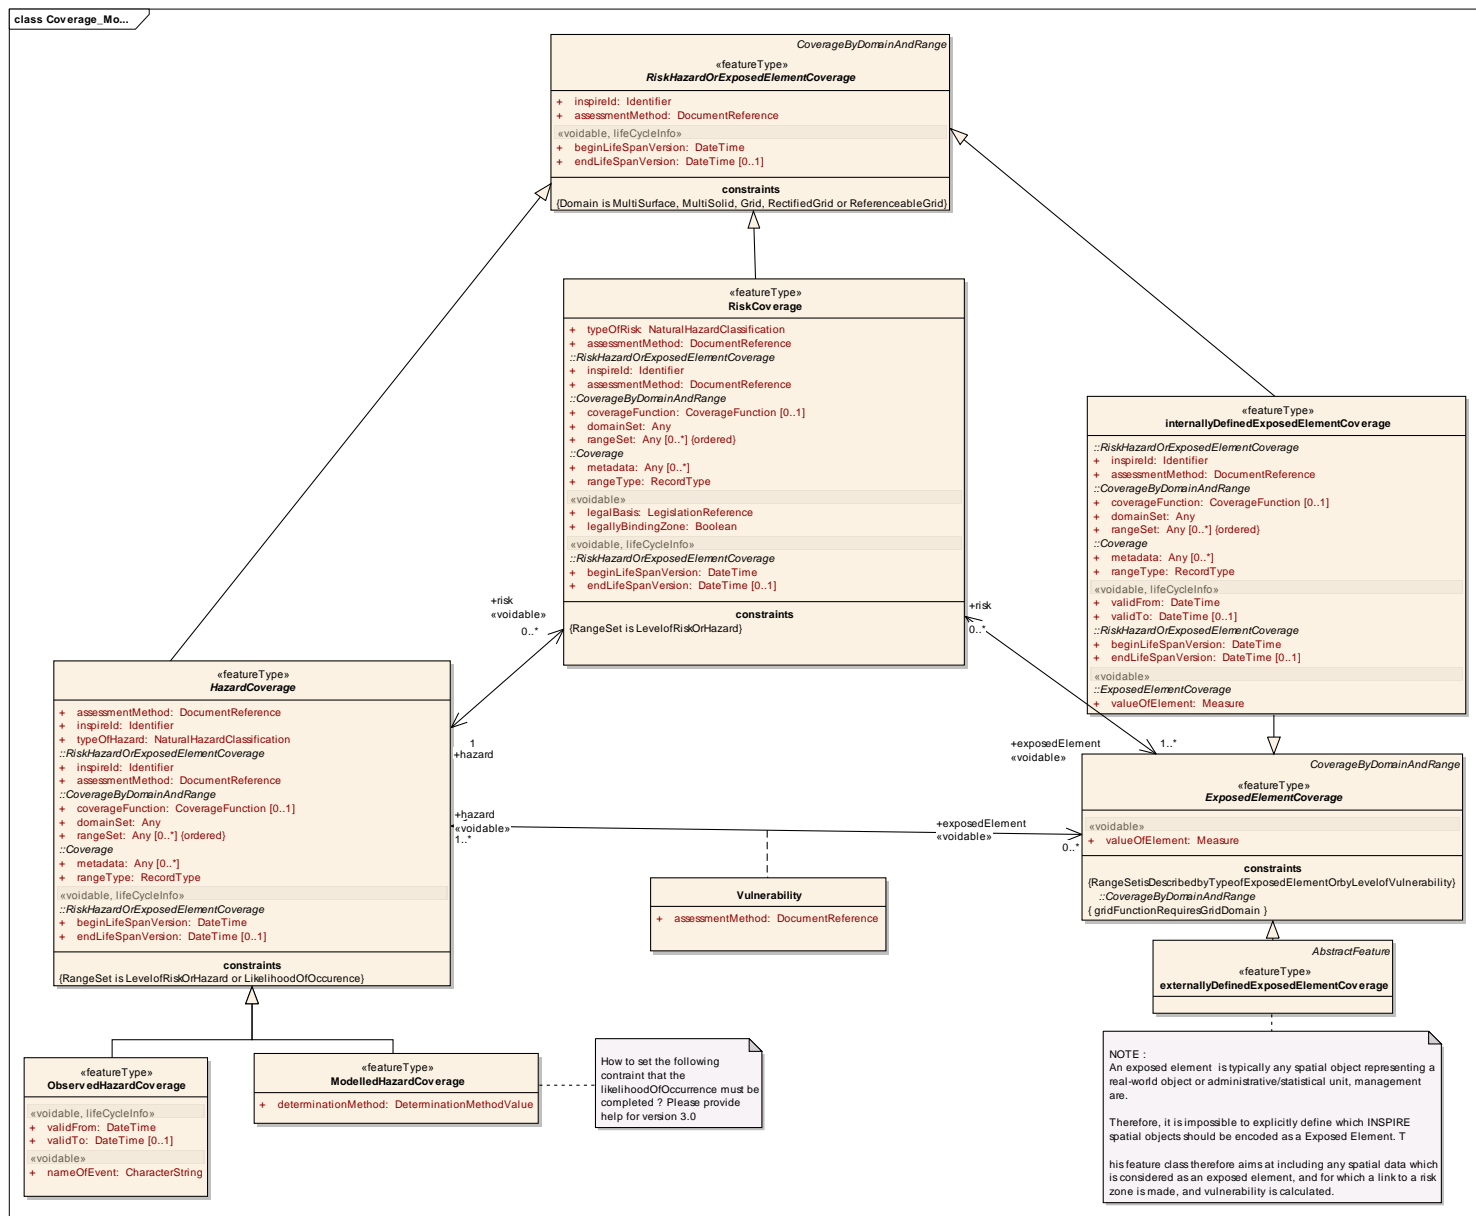 class Coverage_Mo...
CoverageByDomainAndRange
«featureType»
RiskHazardOrExposedElementCoverage
+ inspireId: Identifier
+ assessmentMethod: DocumentReference
«voidable, lifeCycleInfo»
+ beginLifeSpanVersion: DateTime
+ endLifeSpanVersion: DateTime [0..1]
constraints
{Domain is MultiSurface, MultiSolid, Grid, RectifiedGrid or ReferenceableGrid}
«featureType»
RiskCoverage
+ typeOfRisk: NaturalHazardClassification
+ assessmentMethod: DocumentReference
::RiskHazardOrExposedElementCoverage
+ inspireId: Identifier
+ assessmentMethod: DocumentReference
::CoverageByDomainAndRange
+ coverageFunction: CoverageFunction [0..1]
+ domainSet: Any
+ rangeSet: Any [0..*] {ordered}
::Coverage
+ metadata: Any [0..*]
+ rangeType: RecordType
«voidable»
+ legalBasis: LegislationReference
+ legallyBindingZone: Boolean
«voidable, lifeCycleInfo»
::RiskHazardOrExposedElementCoverage
+ beginLifeSpanVersion: DateTime
+ endLifeSpanVersion: DateTime [0..1]
constraints
{RangeSet is LevelofRiskOrHazard}
«featureType»
internallyDefinedExposedElementCoverage
::RiskHazardOrExposedElementCoverage
+ inspireId: Identifier
+ assessmentMethod: DocumentReference
::CoverageByDomainAndRange
+ coverageFunction: CoverageFunction [0..1]
+ domainSet: Any
+ rangeSet: Any [0..*] {ordered}
::Coverage
+ metadata: Any [0..*]
+ rangeType: RecordType
«voidable, lifeCycleInfo»
+ validFrom: DateTime
+ validTo: DateTime [0..1]
::RiskHazardOrExposedElementCoverage
+ beginLifeSpanVersion: DateTime
+ endLifeSpanVersion: DateTime [0..1]
«voidable»
::ExposedElementCoverage
+ valueOfElement: Measure
+risk
«voidable»
0..*
+risk
0..*
1
+hazard
+exposedElement
«voidable»
1..*
«featureType»
HazardCoverage
+ assessmentMethod: DocumentReference
+ inspireId: Identifier
+ typeOfHazard: NaturalHazardClassification
::RiskHazardOrExposedElementCoverage
+ inspireId: Identifier
+ assessmentMethod: DocumentReference
::CoverageByDomainAndRange
+ coverageFunction: CoverageFunction [0..1]
+ domainSet: Any
+ rangeSet: Any [0..*] {ordered}
::Coverage
+ metadata: Any [0..*]
+ rangeType: RecordType
«voidable, lifeCycleInfo»
::RiskHazardOrExposedElementCoverage
+ beginLifeSpanVersion: DateTime
+ endLifeSpanVersion: DateTime [0..1]
constraints
{RangeSet is LevelofRiskOrHazard or LikelihoodOfOccurence}
+hazard
«voidable»
1..*
+exposedElement
«voidable»
0..*
CoverageByDomainAndRange
«featureType»
ExposedElementCoverage
«voidable»
+ valueOfElement: Measure
constraints
{RangeSetisDescribedbyTypeofExposedElementOrbyLevelofVulnerability}
::CoverageByDomainAndRange
{ gridFunctionRequiresGridDomain }
Vulnerability
+ assessmentMethod: DocumentReference
AbstractFeature
«featureType»
externallyDefinedExposedElementCoverage
«featureType»
ObservedHazardCoverage
«voidable, lifeCycleInfo»
+ validFrom: DateTime
+ validTo: DateTime [0..1]
«voidable»
+ nameOfEvent: CharacterString
«featureType»
ModelledHazardCoverage
+ determinationMethod: DeterminationMethodValue
How to set the following
contraint that the
likelihoodOfOccurrence must be
completed ? Please provide
help for version 3.0
NOTE :
An exposed element is typically any spatial object representing a
real-world object or administrative/statistical unit, management
are.
Therefore, it is impossible to explicitly define which INSPIRE
spatial objects should be encoded as a Exposed Element. T
his feature class therefore aims at including any spatial data which
is considered as an exposed element, and for which a link to a risk
zone is made, and vulnerability is calculated.